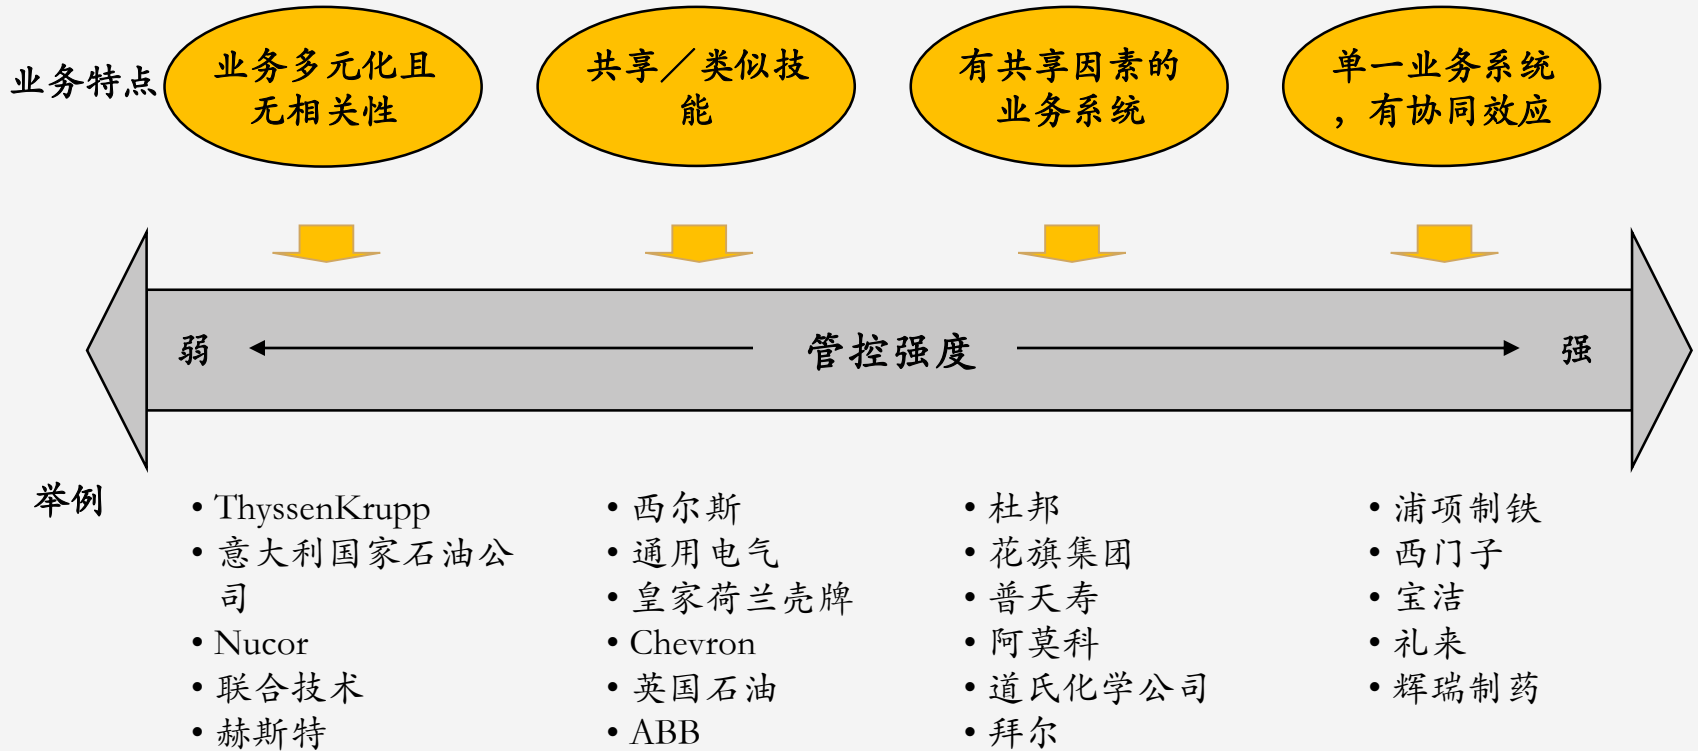 业务特点
业务多元化且
无相关性
共享／类似技
能
有共享因素的
业务系统
单一业务系统
，有协同效应
弱
管控强度
强
举例
• ThyssenKrupp
• 意大利国家石油公
司
• Nucor
• 联合技术
• 赫斯特
• 西尔斯
• 通用电气
• 皇家荷兰壳牌
• Chevron
• 英国石油
• ABB
• 杜邦
• 花旗集团
• 普天寿
• 阿莫科
• 道氏化学公司
• 拜尔
• 浦项制铁
• 西门子
• 宝洁
• 礼来
• 辉瑞制药